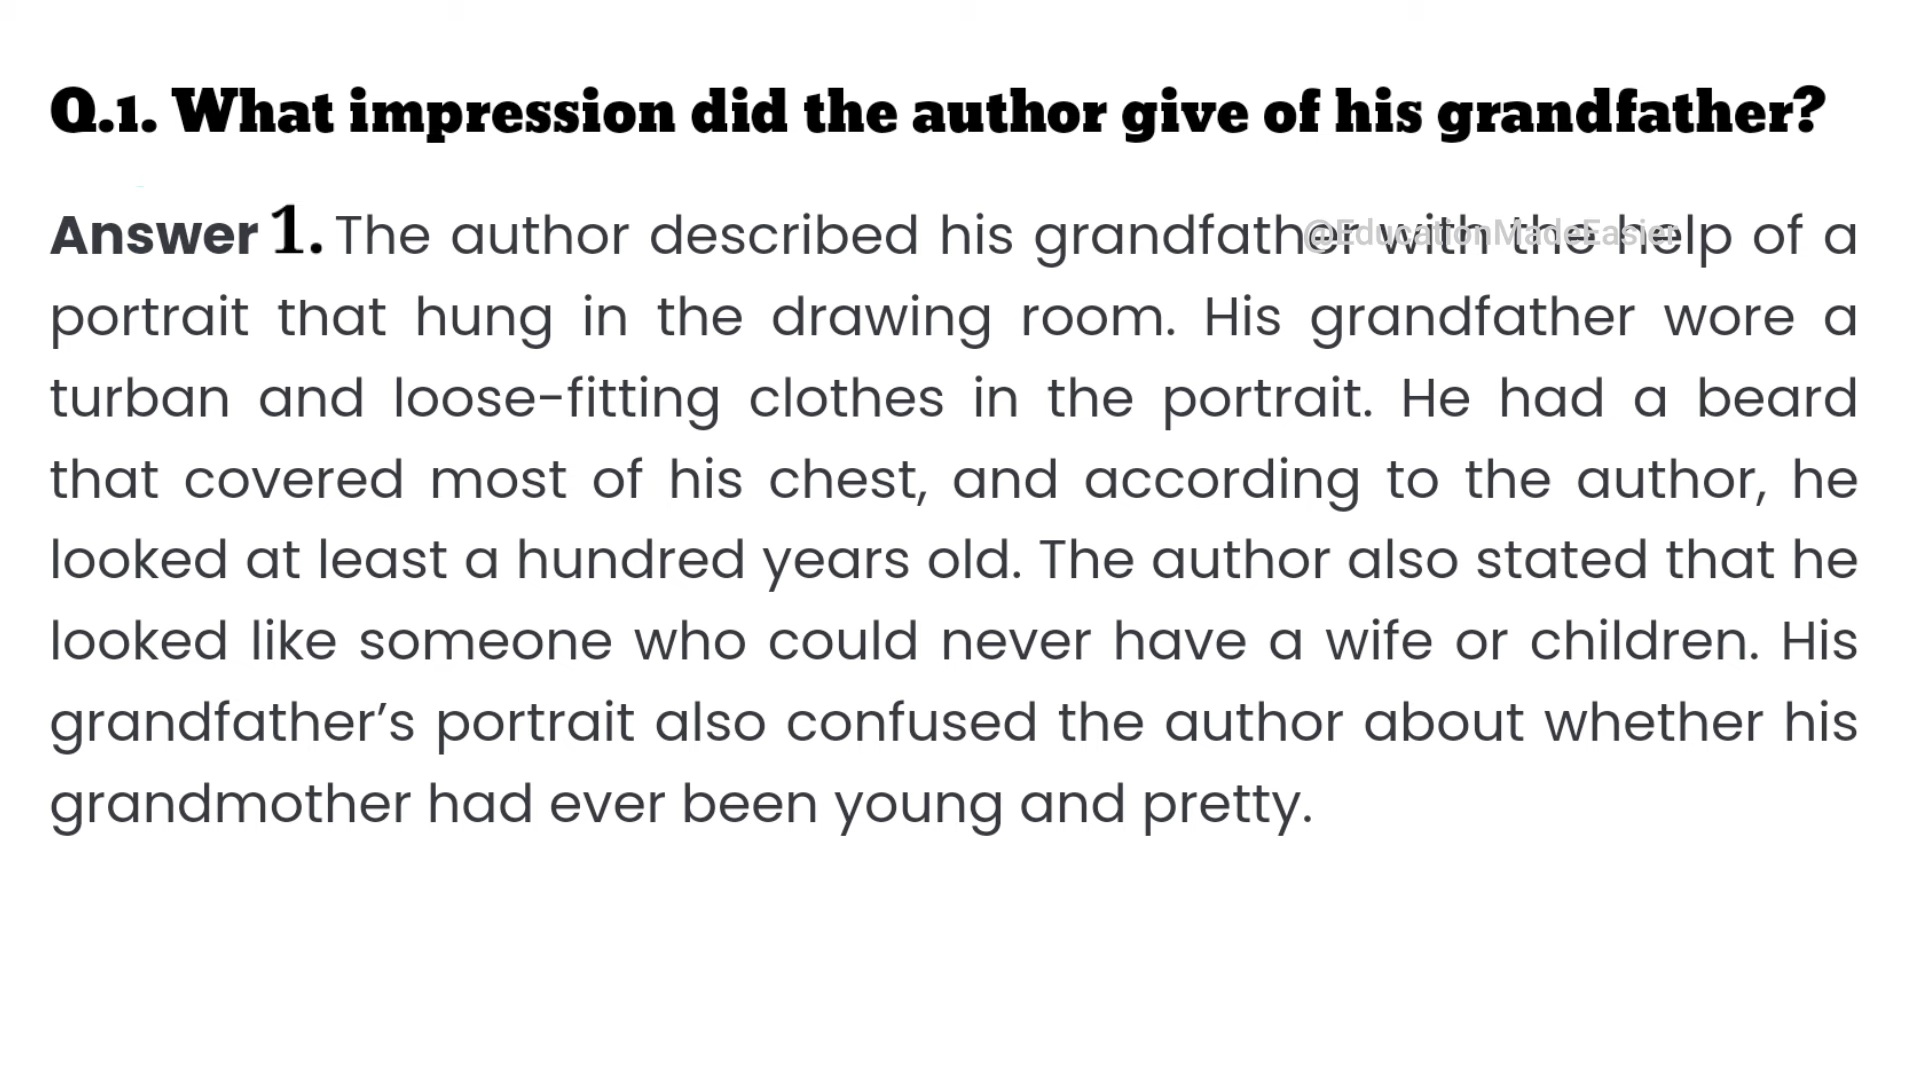 Q.1. What impression did the author give of his grandfather?
Answer 1. The author described his grandfather with the help of a
@EducationMadeEasier
portrait that hung in the drawing room. His grandfather wore a
turban and loose-fitting clothes in the portrait. He had a beard
that covered most of his chest, and according to the author, he
looked at least a hundred years old. The author also stated that he
looked like someone who could never have a wife or children. His
grandfather’s portrait also confused the author about whether his
grandmother had ever been young and pretty.